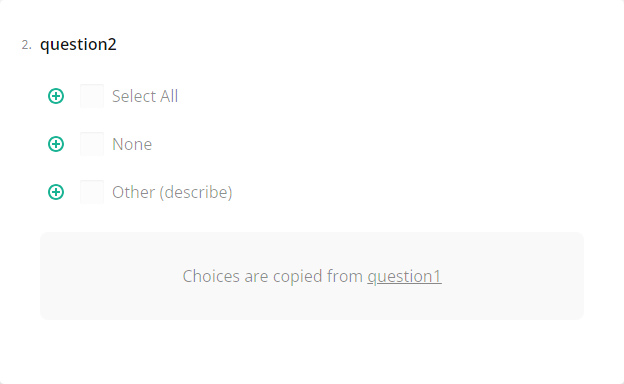 2. question2
Select All
None
Other (describe)
Choices are copied from question1